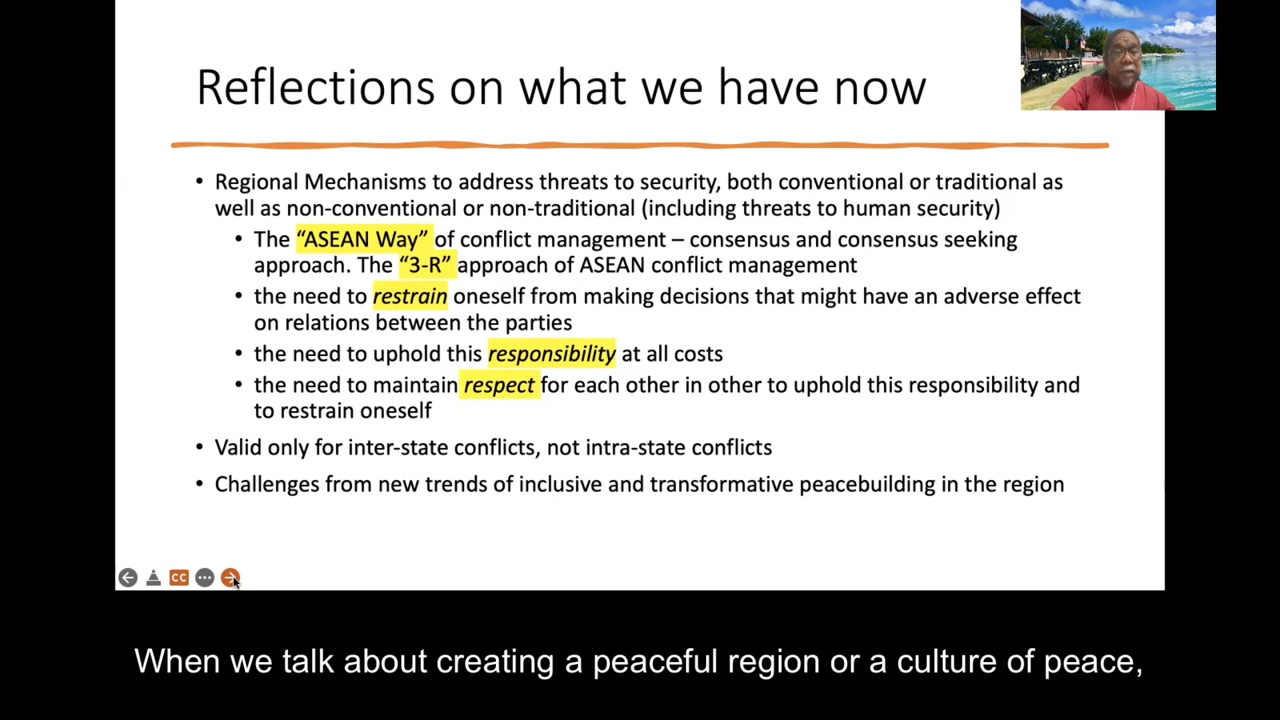 Reflections on what we have now
• Regional Mechanisms to address threats to security, both conventional or traditional as
well as non-conventional or non-traditional (including threats to human security)
• The “ASEAN Way” of conflict management – consensus and consensus seeking
approach. The “3-R” approach of ASEAN conflict management
• the need to restrain oneself from making decisions that might have an adverse effect
on relations between the parties
• the need to uphold this responsibility at all costs
• the need to maintain respect for each other in other to uphold this responsibility and
to restrain oneself
• Valid only for inter-state conflicts, not intra-state conflicts
• Challenges from new trends of inclusive and transformative peacebuilding in the region
CC
When we talk about creating a peaceful region or a culture of peace,